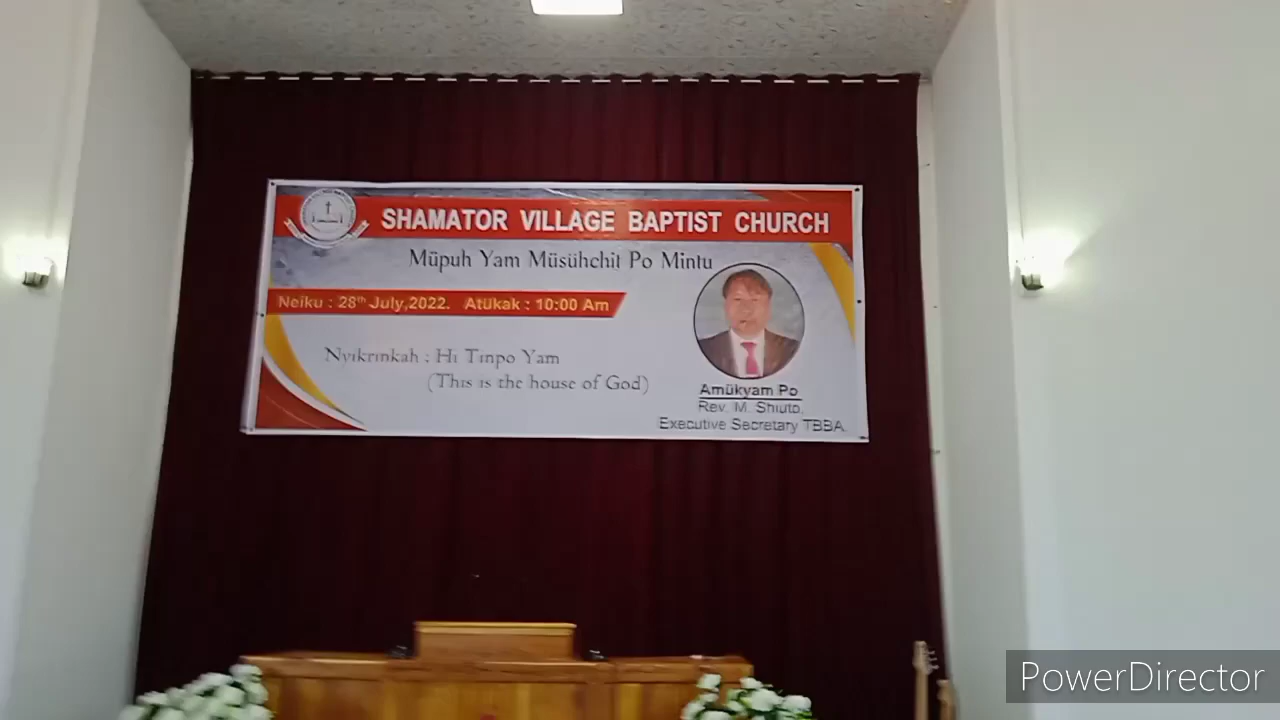 SHAMATOR VILLAGE BAPTIST CHURCH
Müpuh Yam Müsühchit Po Mintu
Neiku : 28th July,2022. Atükak : 10:00 Am
Nyikrinkah : Hi Tinpo Yam
(This is the house of God)
Amükyam Po
Rev. M. Shiuto,
Executive Secretary TBBA.
PowerDirector